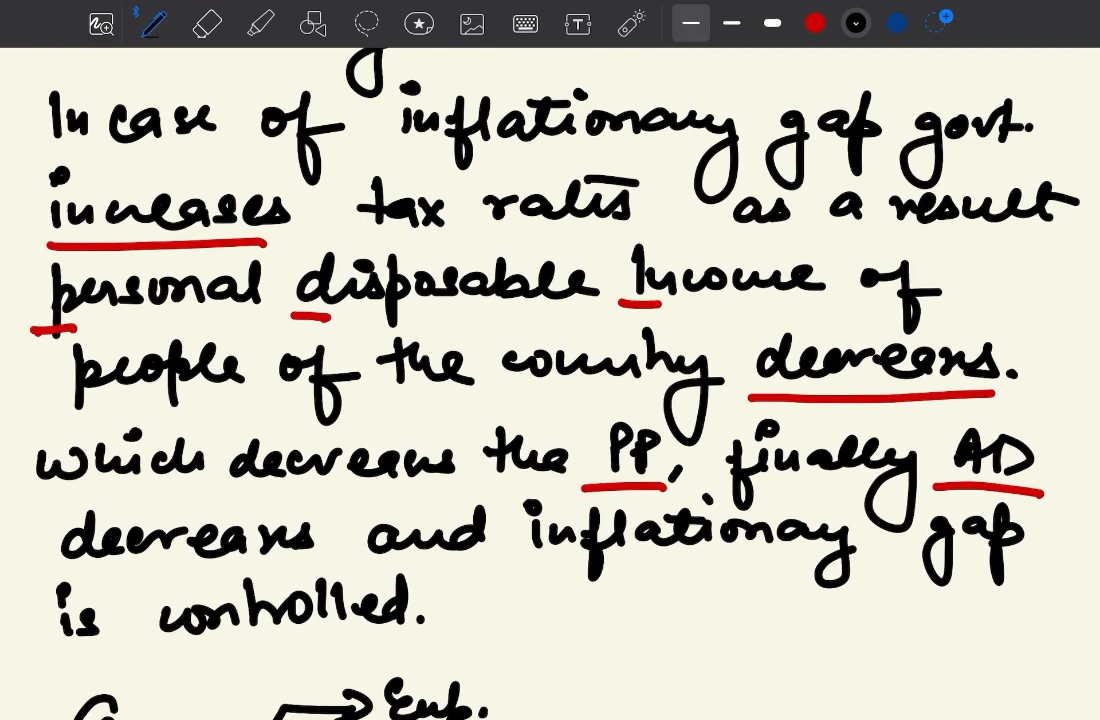 In case of inflationary gap govt.
increases tax rates as a result
personal disposable Income of
people of the country decreases.
which decreases the PP, finally AD
decreases and inflationary gap
is controlled.